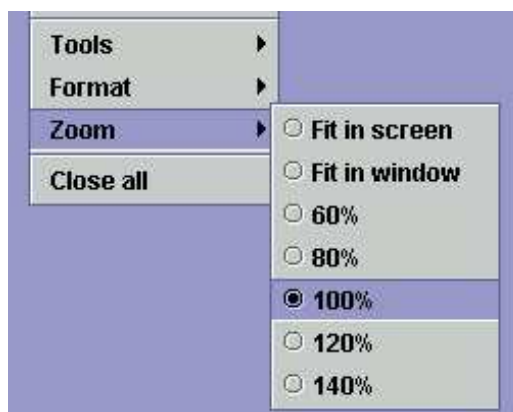 Tools
Format
Zoom
Close all
Fit in screen
Fit in window
60%
80%
100%
120%
140%